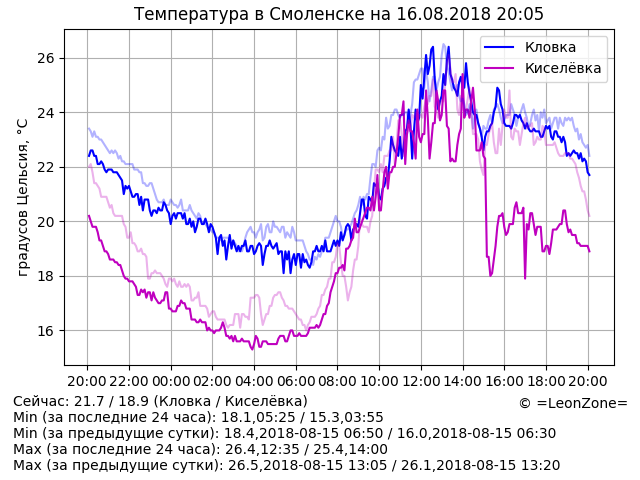 Температура в Смоленске на 16.08.2018 20:05
Кловка
Киселёвка
градусов Цельсия, °C
26
24
22
20
18
16
20:00 22:00 00:00 02:00 04:00 06:00 08:00 10:00 12:00 14:00 16:00 18:00 20:00
Сейчас: 21.7 / 18.9 (Кловка / Киселёвка)
© =LeonZone=
Min (за последние 24 часа): 18.1,05:25 / 15.3,03:55
Min (за предыдущие сутки): 18.4,2018-08-15 06:50 / 16.0,2018-08-15 06:30
Max (за последние 24 часа): 26.4,12:35 / 25.4,14:00
Max (за предыдущие сутки): 26.5,2018-08-15 13:05 / 26.1,2018-08-15 13:20